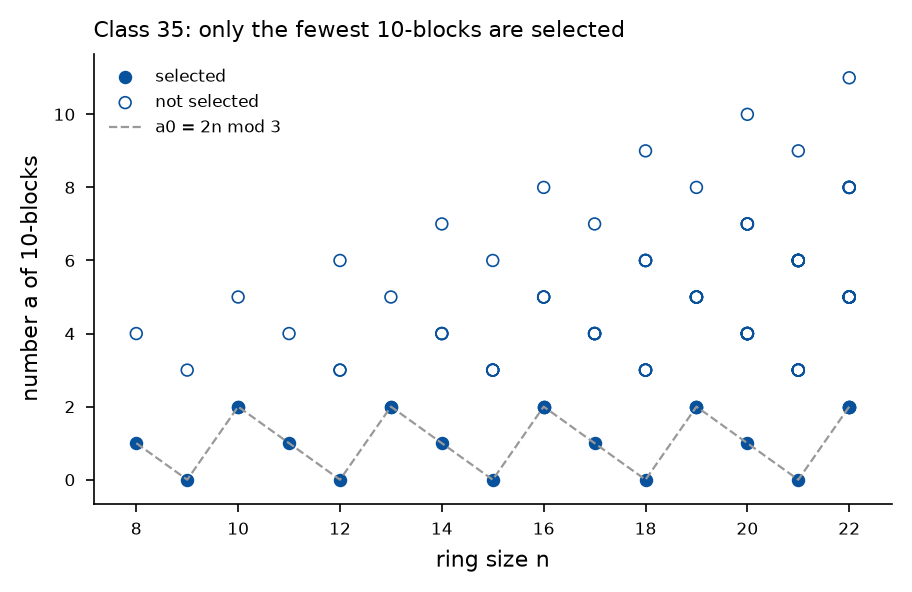 Class 35: only the fewest 10-blocks are selected
selected
not selected
a0 = 2n mod 3
number a of 10-blocks
10
8
6
4
2
0
8 10 12 14 16 18 20 22
ring size n